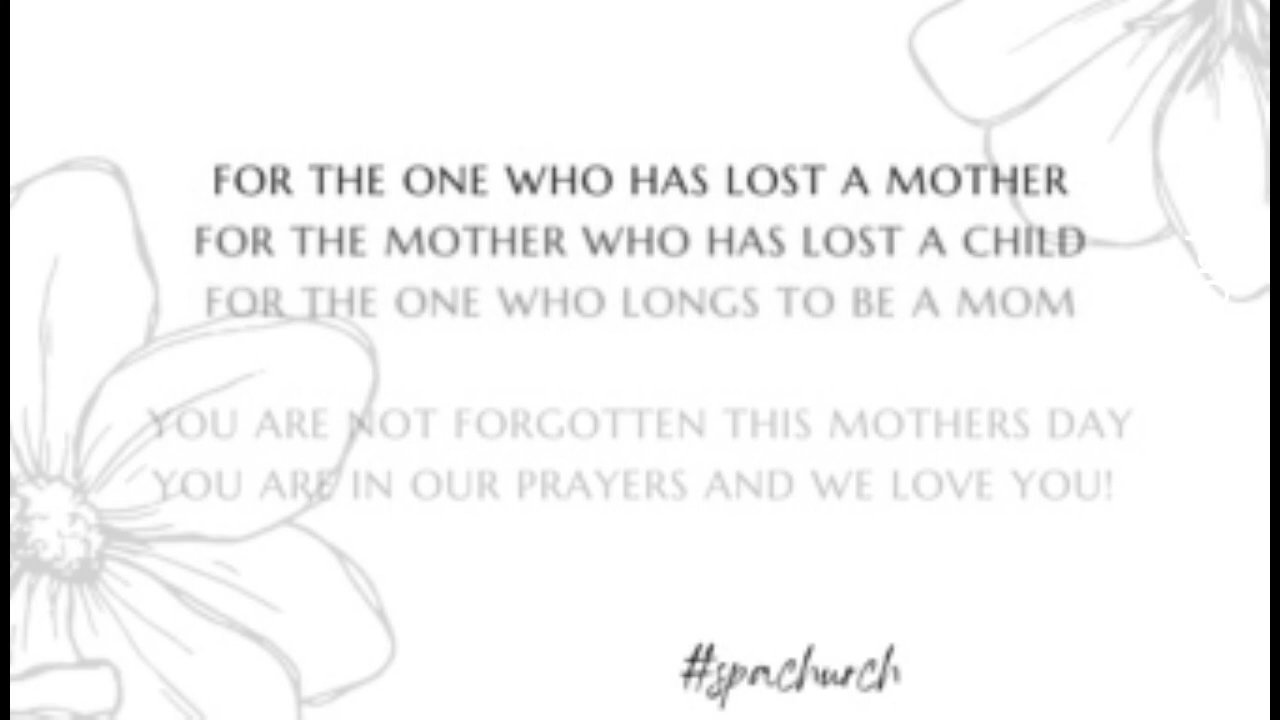 FOR THE ONE WHO HAS LOST A MOTHER
FOR THE MOTHER WHO HAS LOST A CHILD
FOR THE ONE WHO LONGS TO BE A MOM
YOU ARE NOT FORGOTTEN THIS MOTHERS DAY
YOU ARE IN OUR PRAYERS AND WE LOVE YOU!
#spachurch